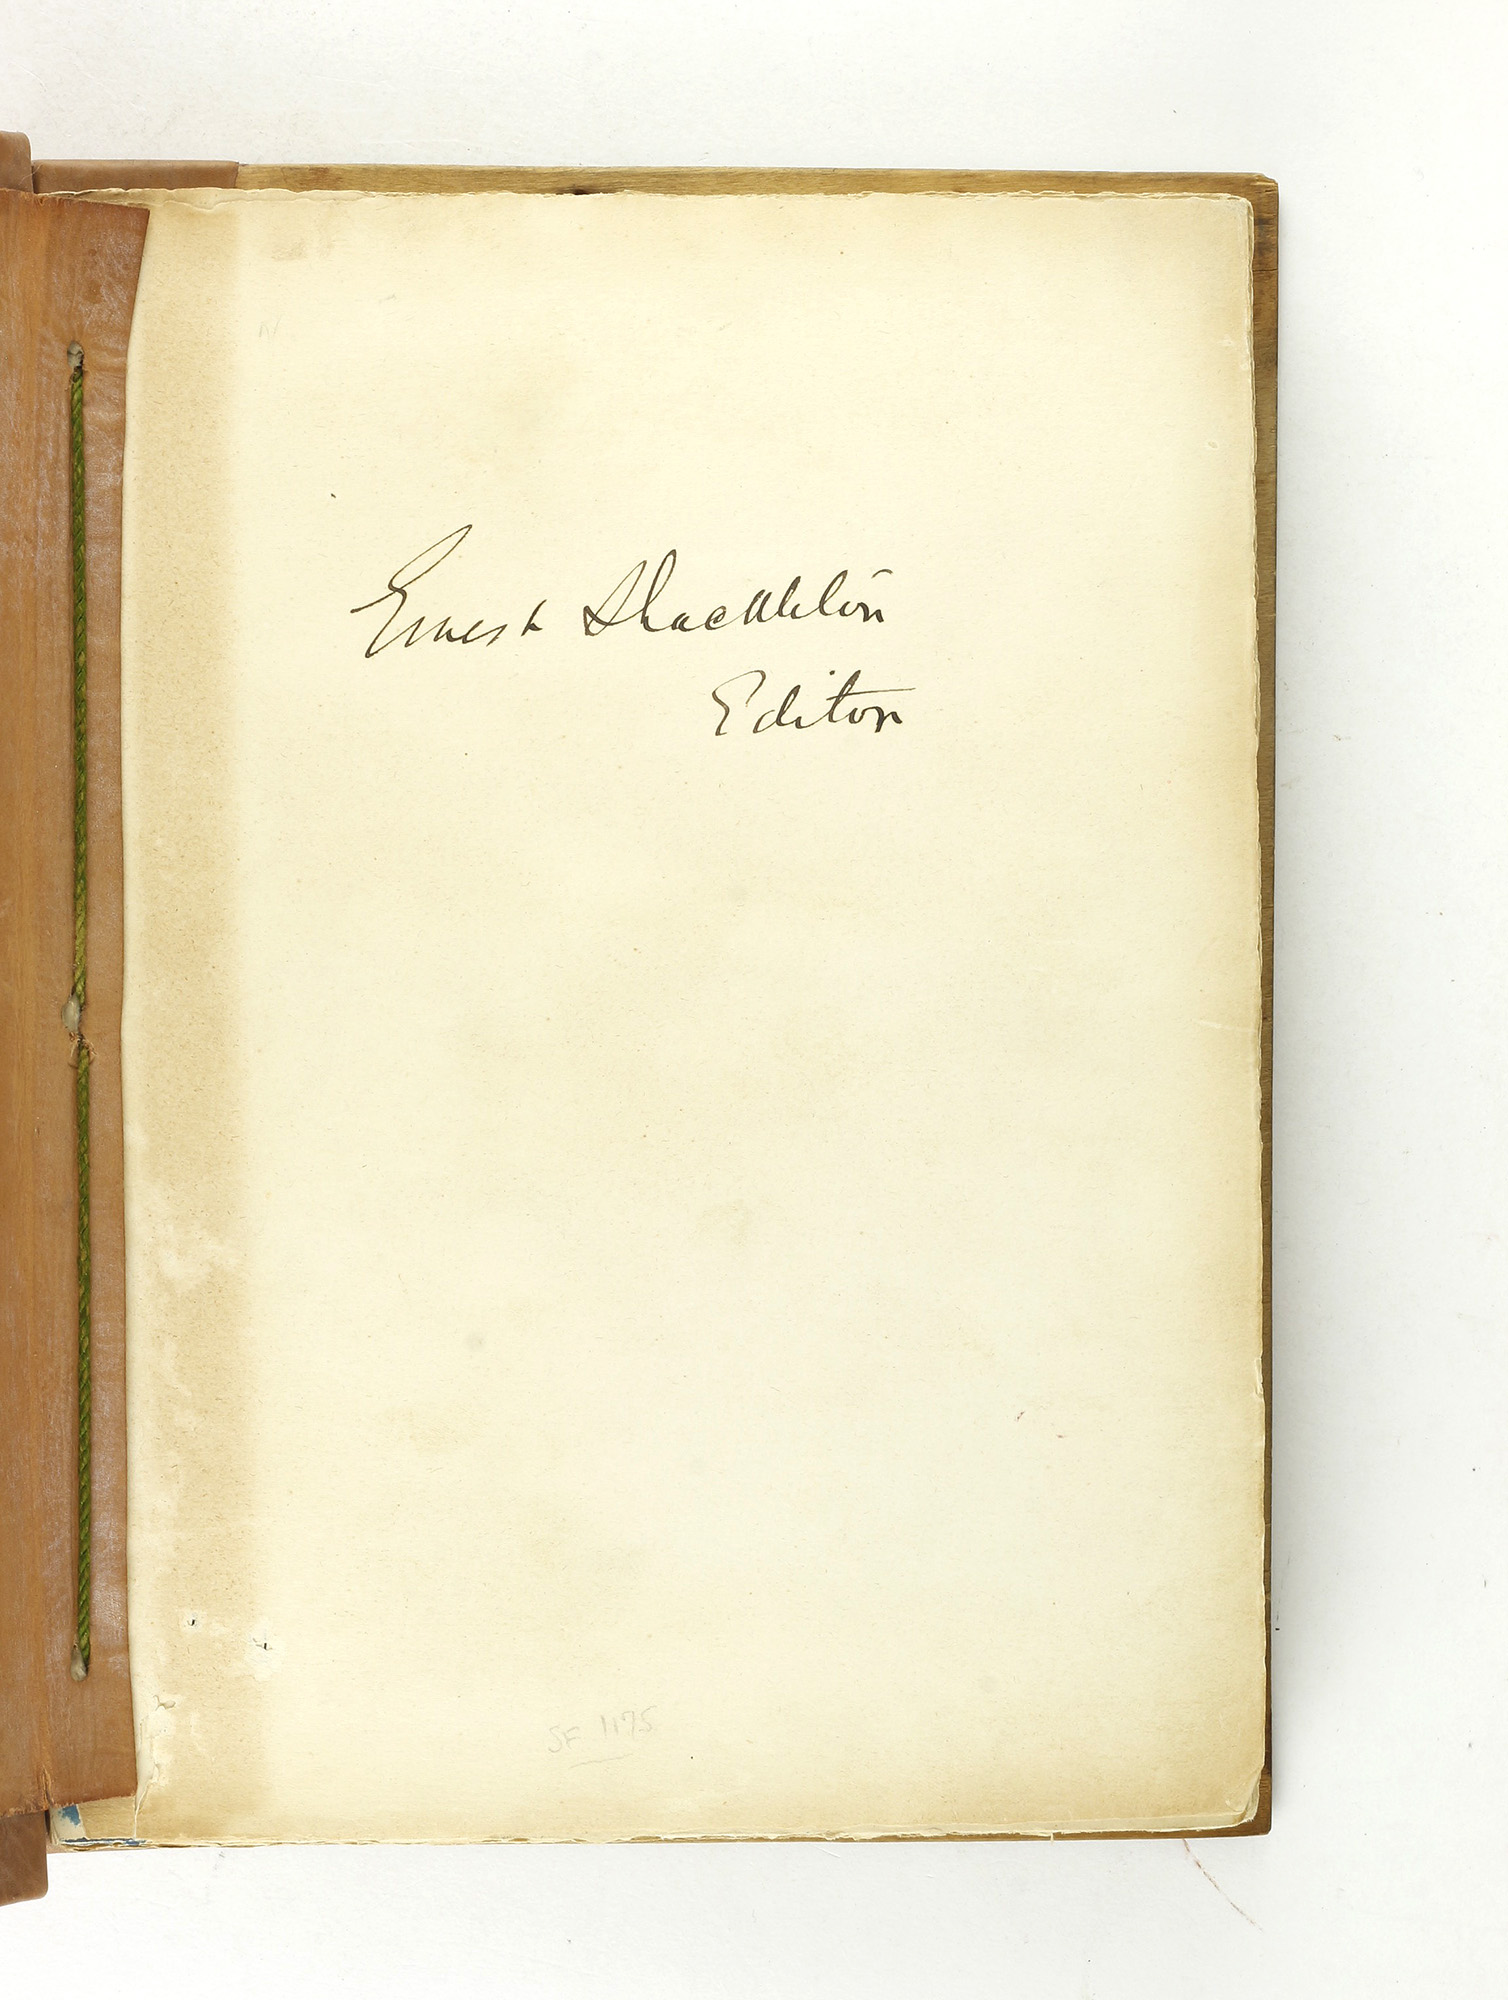 Ernest Shackleton
Editor
SF 1175